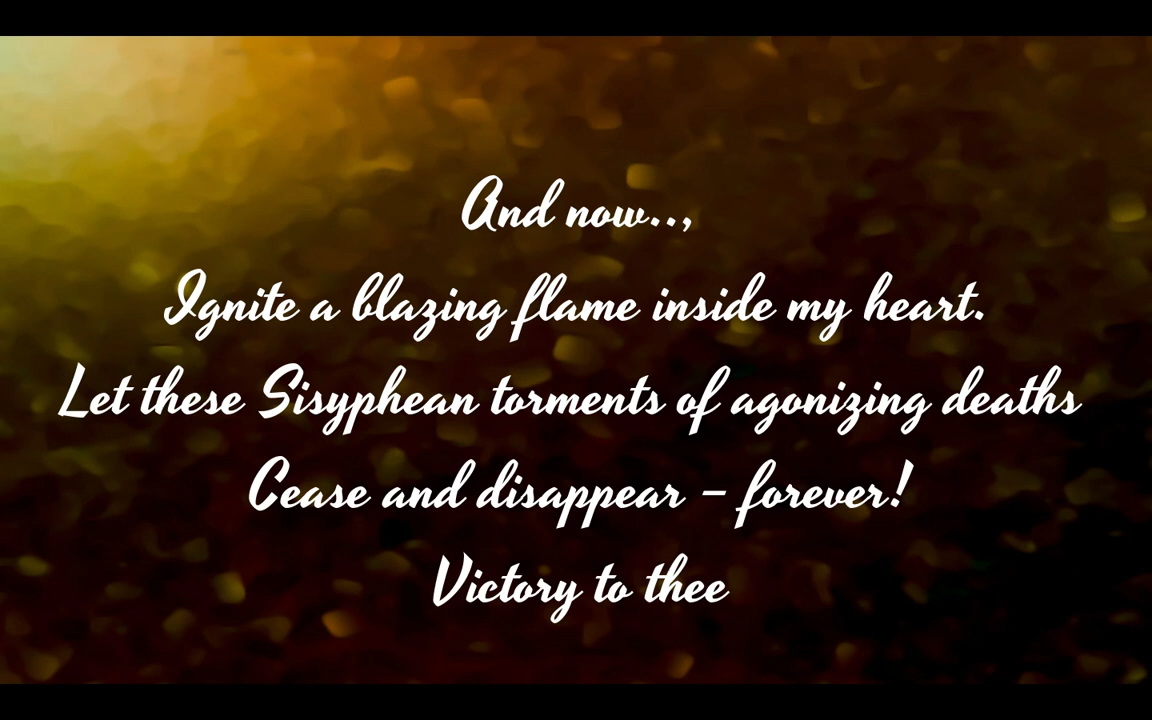 And now..,
Ignite a blazing flame inside my heart.
Let these Sisyphean torments of agonizing deaths
Cease and disappear – forever!
Victory to thee